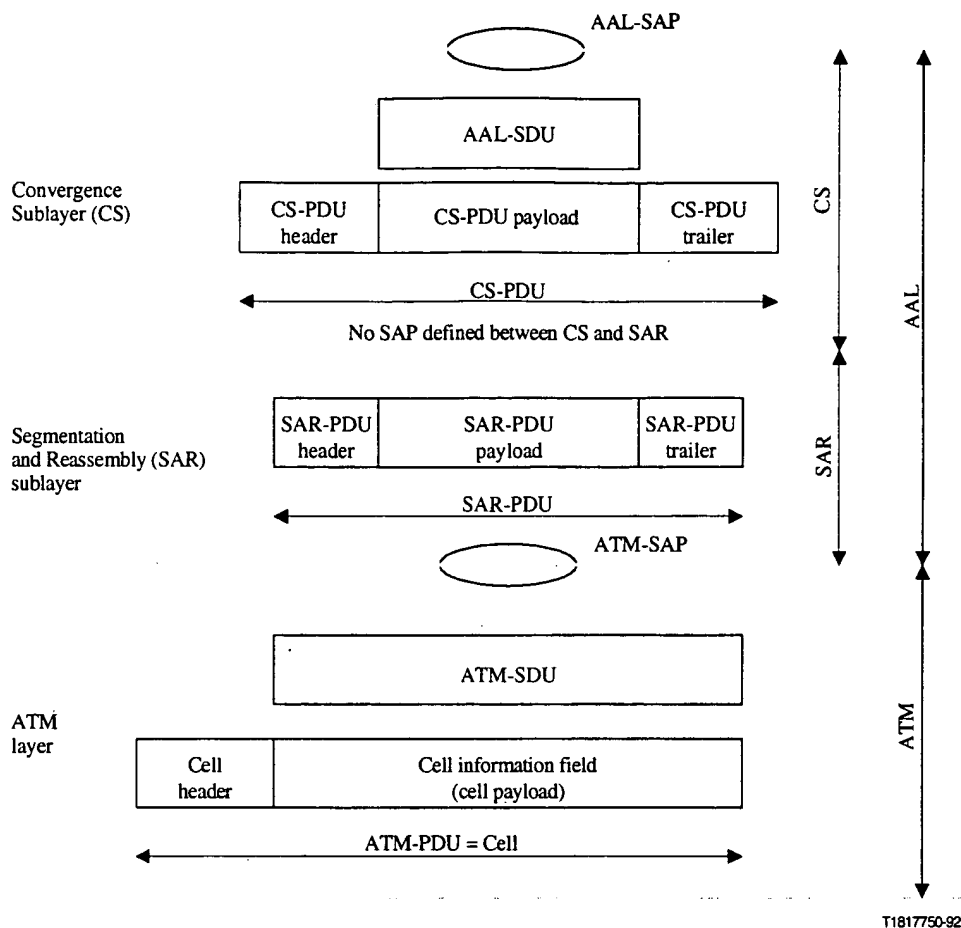 AAL-SAP
AAL-SDU
Convergence
Sublayer (CS)
CS-PDU
header
CS-PDU payload
CS-PDU
trailer
CS
CS-PDU
No SAP defined between CS and SAR
AAL
Segmentation
and Reassembly (SAR)
sublayer
SAR-PDU
header
SAR-PDU
payload
SAR-PDU
trailer
SAR
SAR-PDU
ATM-SAP
ATM-SDU
ATM
layer
Cell
header
Cell information field
(cell payload)
ATM
ATM-PDU = Cell
T1817750-92